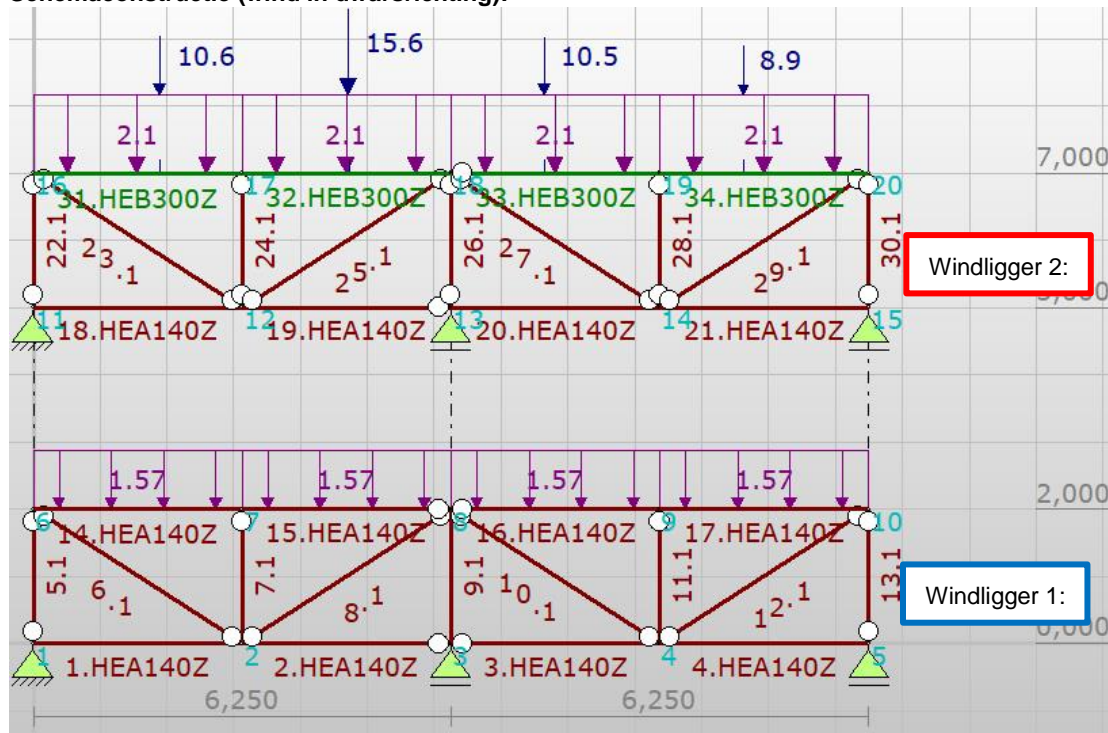 10.6 15.6 10.5 8.9
2.1 2.1 2.1 2.1
7,000
16 17 18 19 20
31.HEB300Z 32.HEB300Z 33.HEB300Z 34.HEB300Z
22.1 23.1 24.1 25.1 26.1 27.1 28.1 29.1 30.1
Windligger 2:
11 12 13 14 15
18.HEA140Z 19.HEA140Z 20.HEA140Z 21.HEA140Z
1.57 1.57 1.57 1.57
2,000
6 7 8 9 10
14.HEA140Z 15.HEA140Z 16.HEA140Z 17.HEA140Z
5.1 6.1 7.1 8.1 9.1 10.1 11.1 12.1 13.1
Windligger 1:
0,000
1 2 3 4 5
1.HEA140Z 2.HEA140Z 3.HEA140Z 4.HEA140Z
6,250 6,250